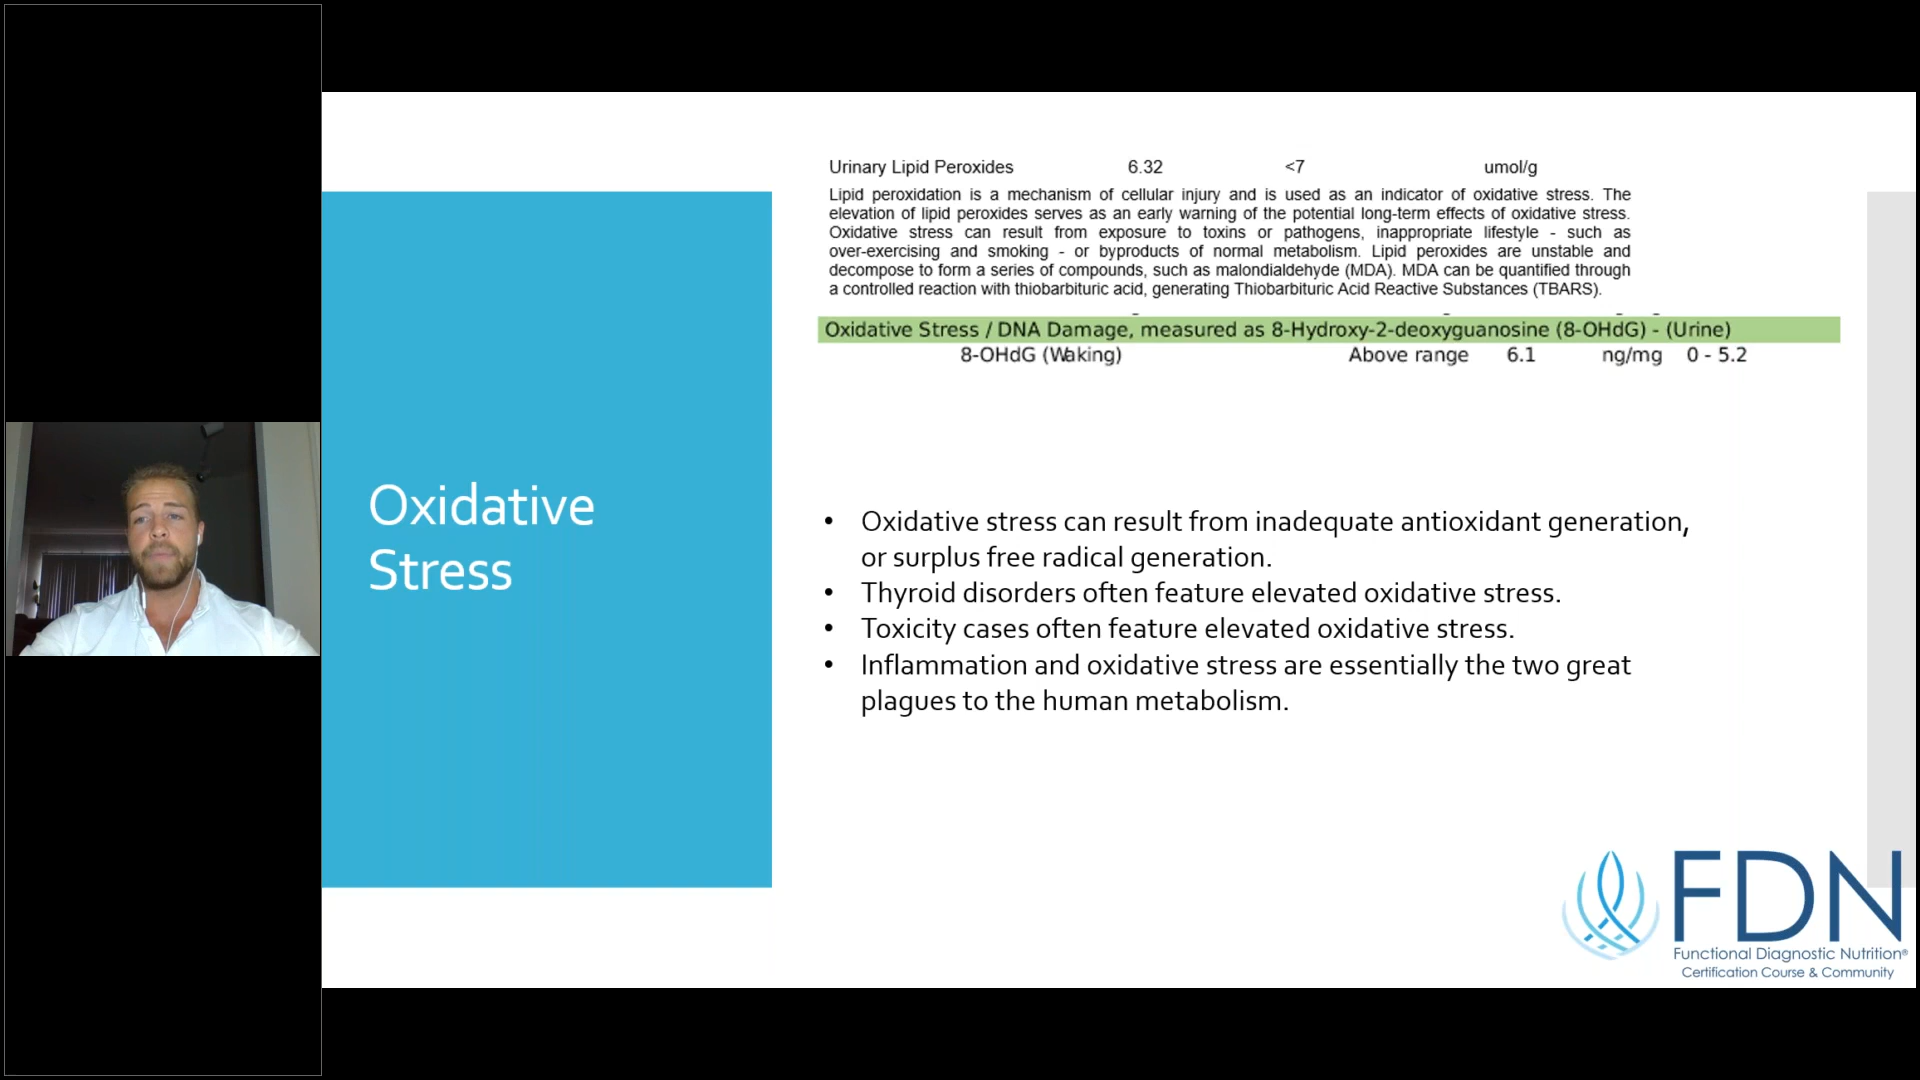 Oxidative
Stress
Urinary Lipid Peroxides 6.32 <7 umol/g
Lipid peroxidation is a mechanism of cellular injury and is used as an indicator of oxidative stress. The
elevation of lipid peroxides serves as an early warning of the potential long-term effects of oxidative stress.
Oxidative stress can result from exposure to toxins or pathogens, inappropriate lifestyle - such as
over-exercising and smoking - or byproducts of normal metabolism. Lipid peroxides are unstable and
decompose to form a series of compounds, such as malondialdehyde (MDA). MDA can be quantified through
a controlled reaction with thiobarbituric acid, generating Thiobarbituric Acid Reactive Substances (TBARS).
Oxidative Stress / DNA Damage, measured as 8-Hydroxy-2-deoxyguanosine (8-OHdG) - (Urine)
8-OHdG (Waking) Above range 6.1 ng/mg 0 - 5.2
• Oxidative stress can result from inadequate antioxidant generation,
or surplus free radical generation.
• Thyroid disorders often feature elevated oxidative stress.
• Toxicity cases often feature elevated oxidative stress.
• Inflammation and oxidative stress are essentially the two great
plagues to the human metabolism.
FDN
Functional Diagnostic Nutrition®
Certification Course & Community